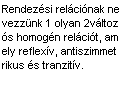 Rendezési relációnak ne
vezzünk 1 olyan 2változ
ós homogén relációt, am
ely reflexív, antiszimmet
rikus és tranzitív.